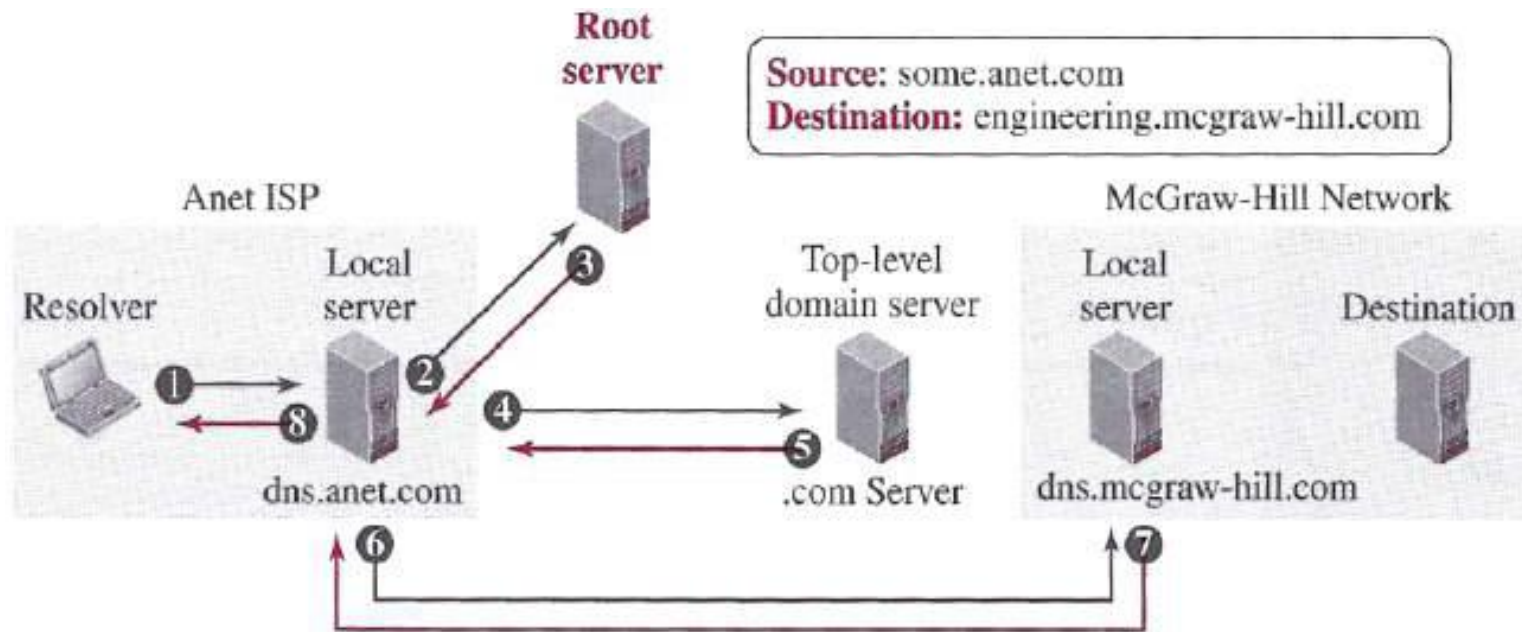 Root
server
Source: some.anet.com
Destination: engineering.mcgraw-hill.com
Anet ISP
McGraw-Hill Network
Resolver
Local
server
Top-level
domain server
Local
server
Destination
1
8
2
3
4
5
dns.anet.com
.com Server
dns.mcgraw-hill.com
6
7